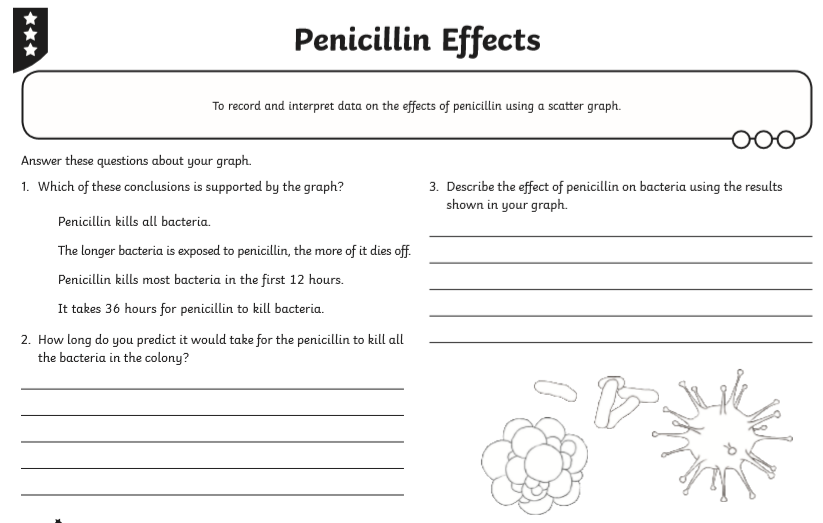 Penicillin Effects
To record and interpret data on the effects of penicillin using a scatter graph.
Answer these questions about your graph.
1. Which of these conclusions is supported by the graph?
Penicillin kills all bacteria.
The longer bacteria is exposed to penicillin, the more of it dies off.
Penicillin kills most bacteria in the first 12 hours.
It takes 36 hours for penicillin to kill bacteria.
2. How long do you predict it would take for the penicillin to kill all
the bacteria in the colony?
3. Describe the effect of penicillin on bacteria using the results
shown in your graph.